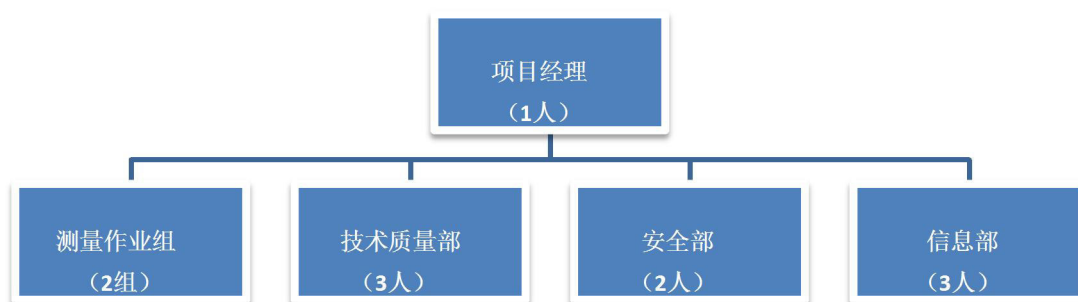 项目经理
（1人）
测量作业组
（2组）
技术质量部
（3人）
安全部
（2人）
信息部
（3人）